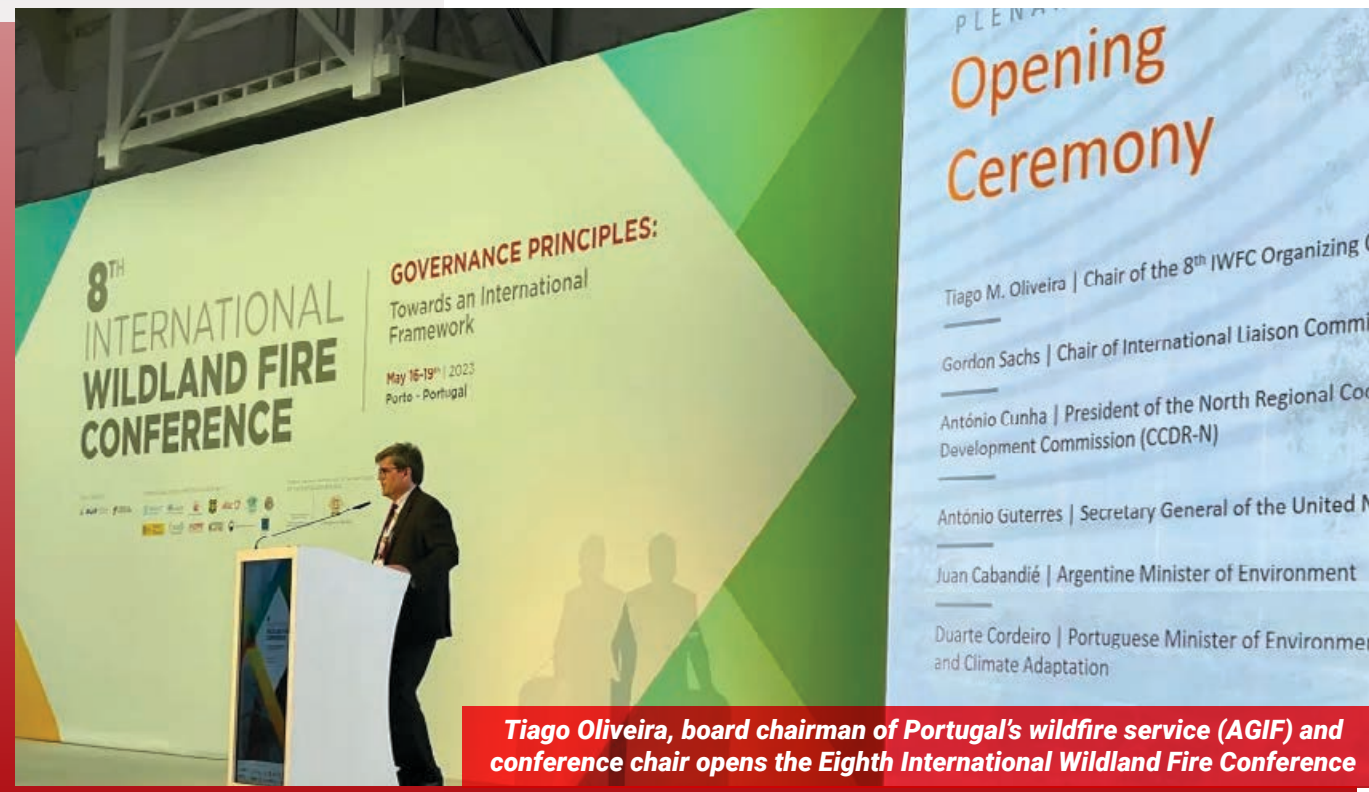 8TH
INTERNATIONAL
WILDLAND FIRE
CONFERENCE
GOVERNANCE PRINCIPLES:
Towards an International
Framework
May 16-19th | 2023
Porto - Portugal
Opening
Ceremony
Tiago M. Oliveira | Chair of the 8th IWFC Organizing
Gordon Sachs | Chair of International Liaison
António Cunha | President of the North Regional
Development Commission (CCDR-N)
António Guterres | Secretary General of the United
Juan Cabandié | Argentine Minister of Environment
Duarte Cordeiro | Portuguese Minister of
and Climate Adaptation
Tiago Oliveira, board chairman of Portugal's wildfire service (AGIF) and
conference chair opens the Eighth International Wildland Fire Conference